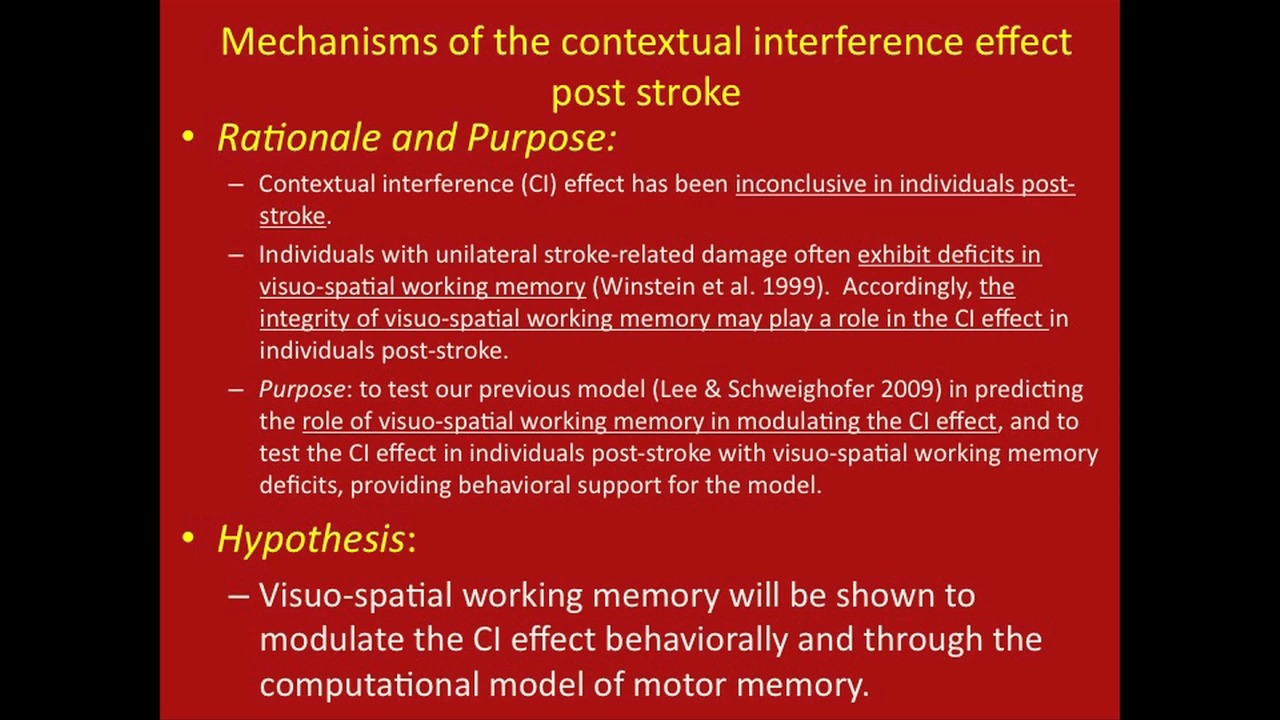 Mechanisms of the contextual interference effect
post stroke
• Rationale and Purpose:
– Contextual interference (CI) effect has been inconclusive in individuals post-
stroke.
– Individuals with unilateral stroke-related damage often exhibit deficits in
visuo-spatial working memory (Winstein et al. 1999).  Accordingly, the
integrity of visuo-spatial working memory may play a role in the CI effect in
individuals post-stroke.
– Purpose: to test our previous model (Lee & Schweighofer 2009) in predicting
the role of visuo-spatial working memory in modulating the CI effect, and to
test the CI effect in individuals post-stroke with visuo-spatial working memory
deficits, providing behavioral support for the model.
• Hypothesis:
– Visuo-spatial working memory will be shown to
modulate the CI effect behaviorally and through the
computational model of motor memory.